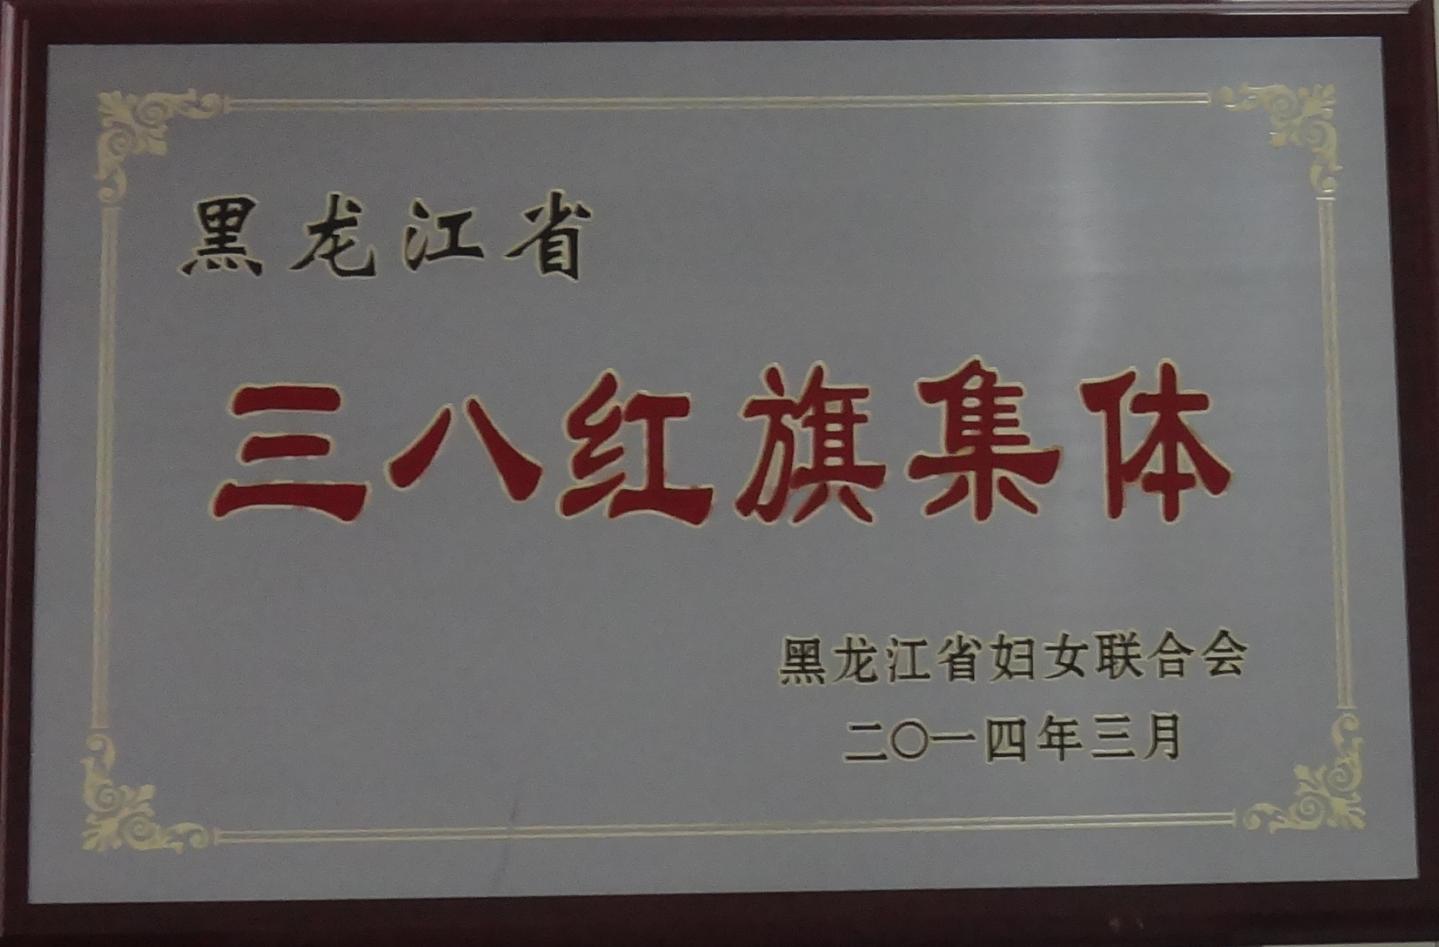 黑龙江省
三八红旗集体
黑龙江省妇女联合会
二〇一四年三月